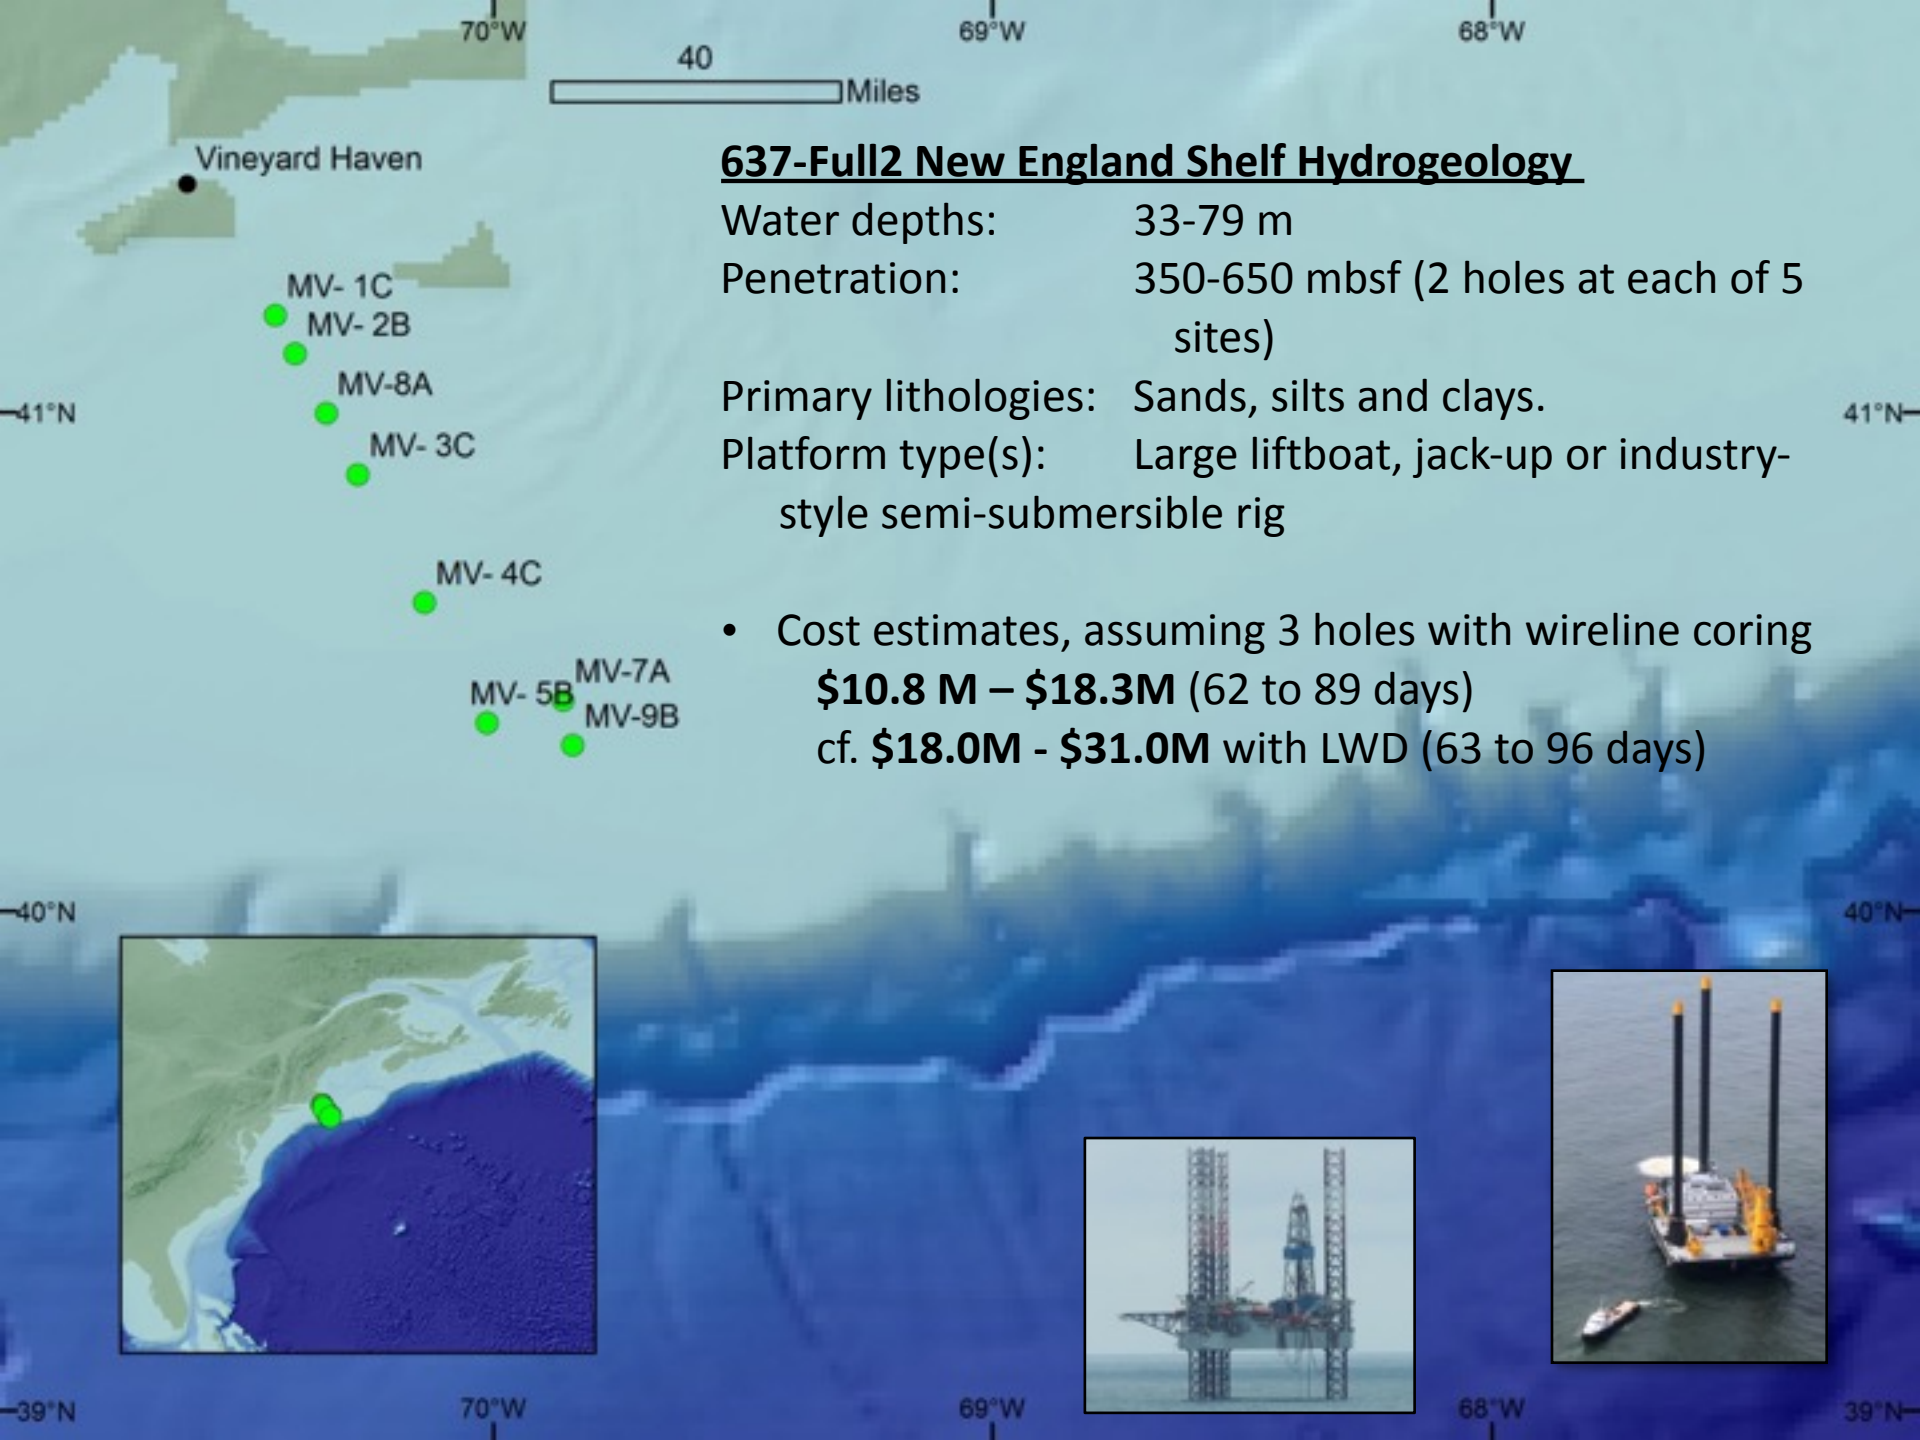 70°W
69°W
68°W
40
Miles
Vineyard Haven
637-Full2 New England Shelf Hydrogeology
Water depths: 33-79 m
Penetration: 350-650 mbsf (2 holes at each of 5
sites)
Primary lithologies: Sands, silts and clays.
Platform type(s): Large liftboat, jack-up or industry-
style semi-submersible rig
• Cost estimates, assuming 3 holes with wireline coring
$10.8 M – $18.3M (62 to 89 days)
cf. $18.0M - $31.0M with LWD (63 to 96 days)
MV- 1C
MV- 2B
MV-8A
41°N
41°N
MV- 3C
MV- 4C
MV-7A
MV- 5B
MV-9B
40°N
40°N
39°N
70°W
69°W
68°W
39°N